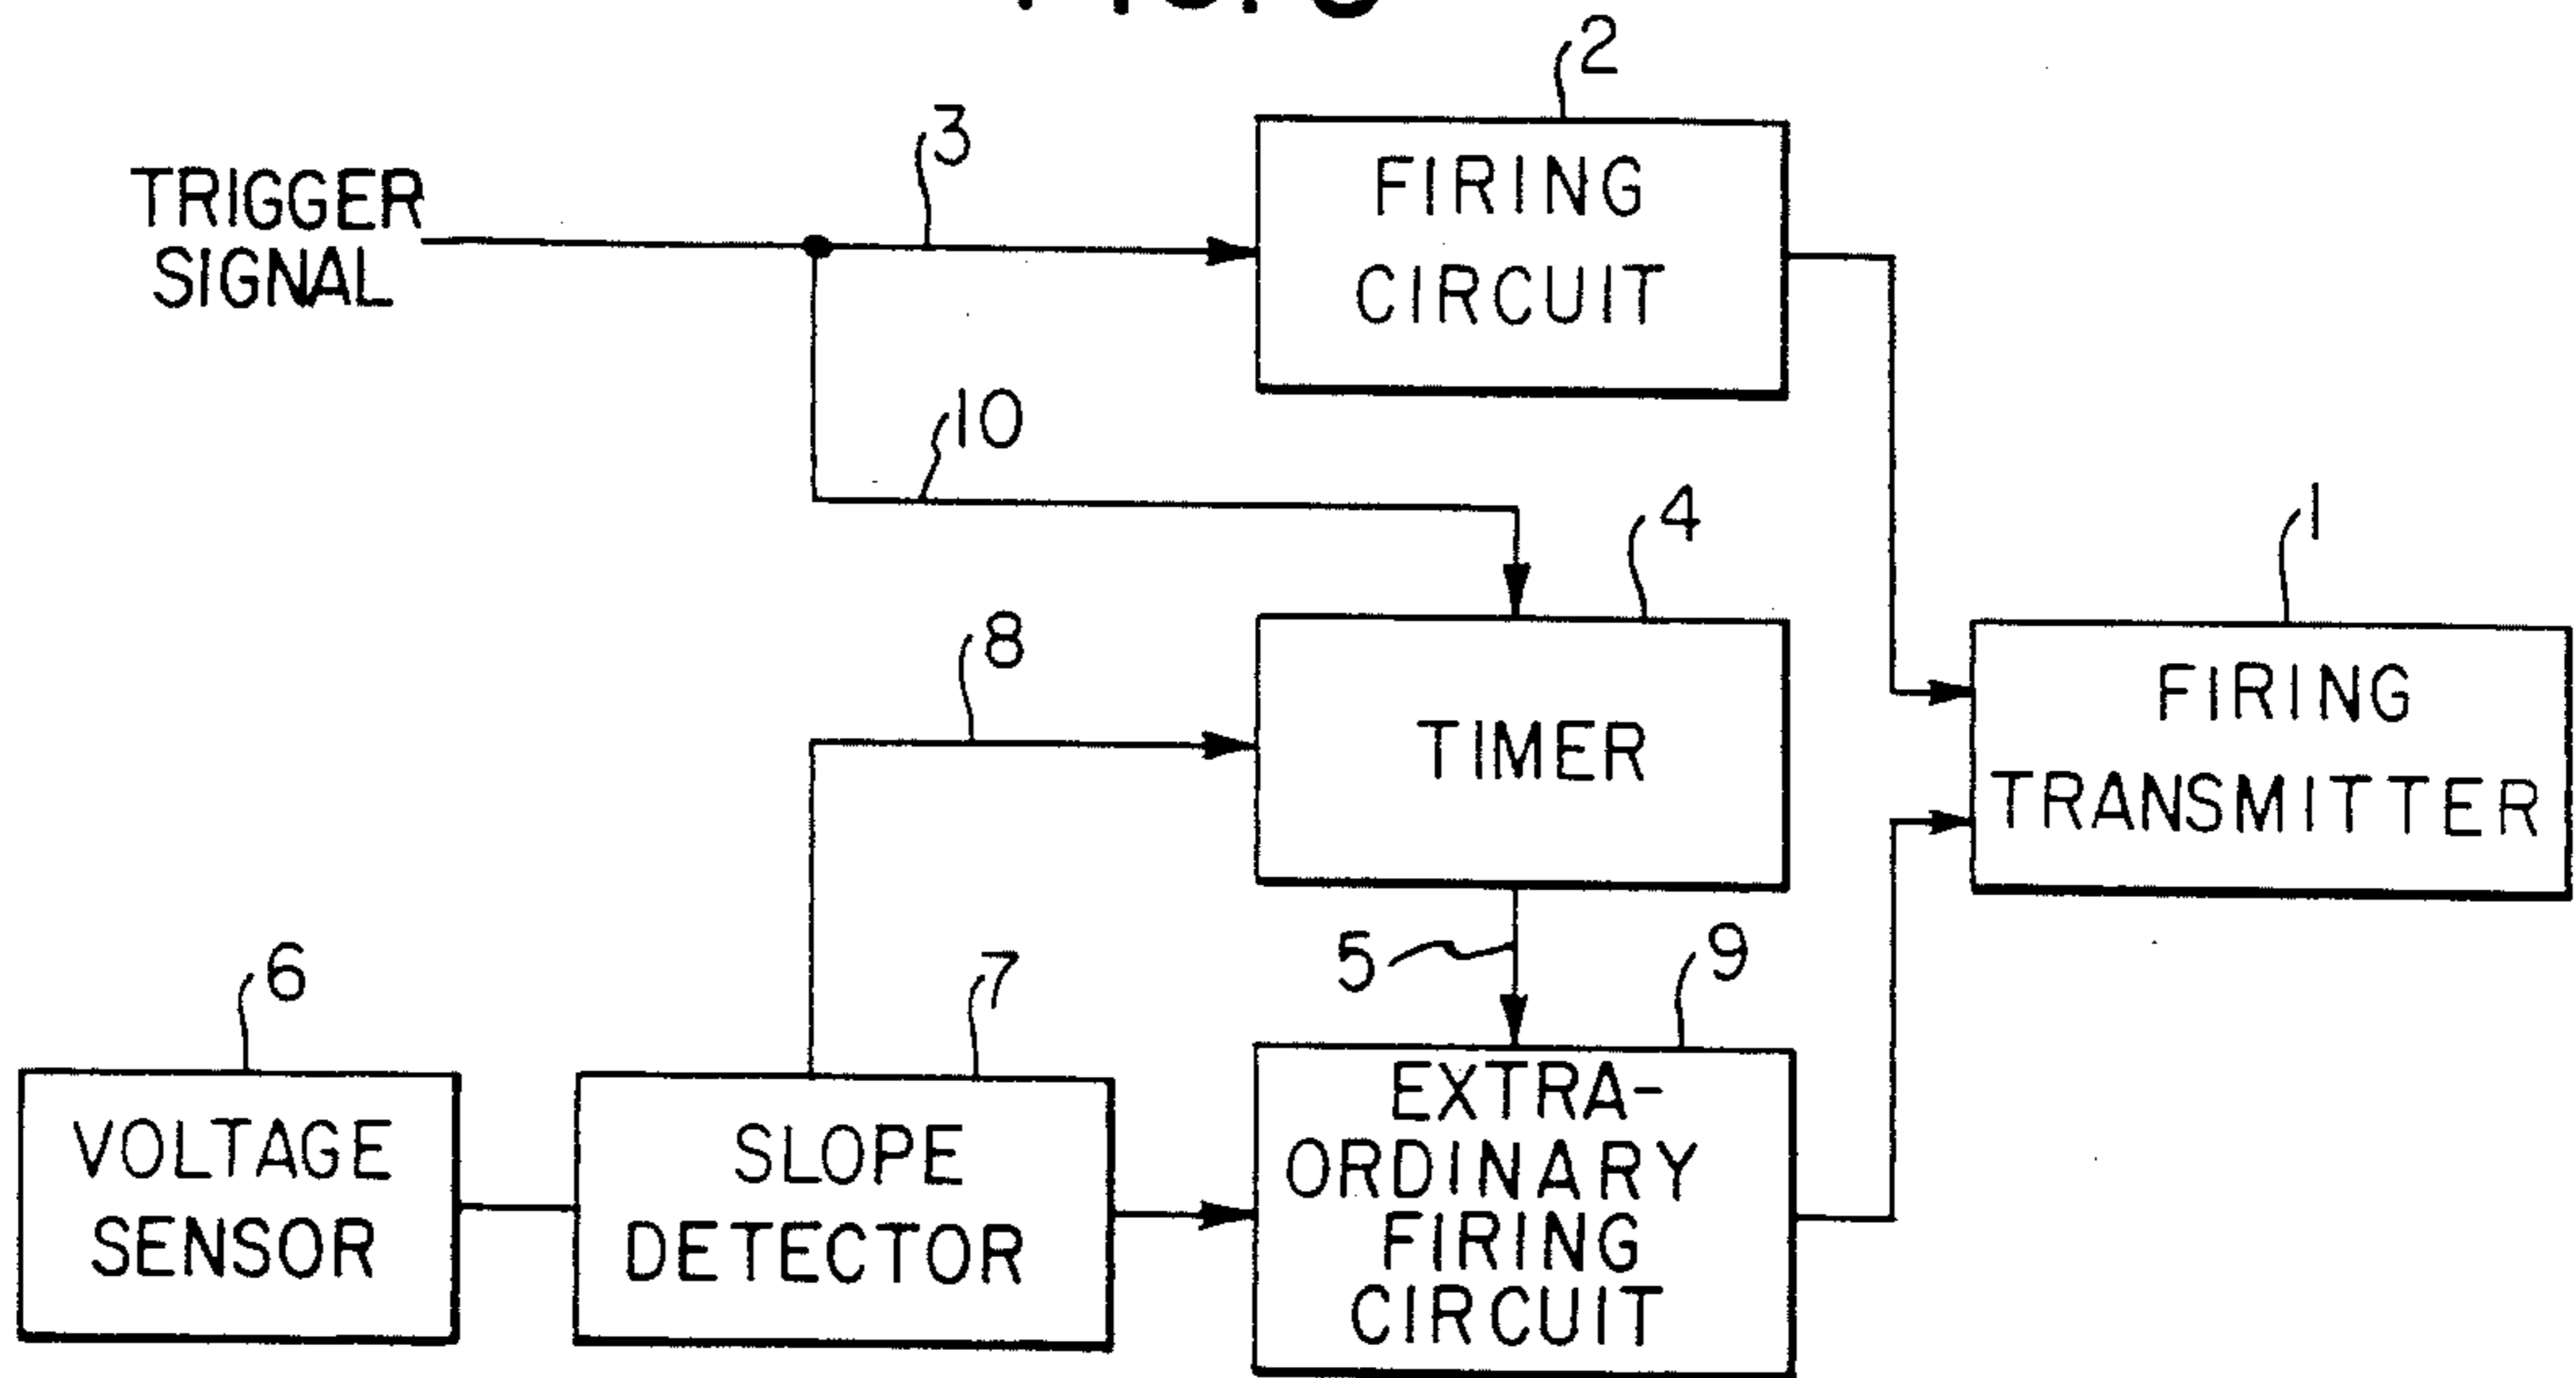 2
3
TRIGGER
SIGNAL
FIRING
CIRCUIT
10
4
1
8
TIMER
FIRING
TRANSMITTER
6
7
5
9
VOLTAGE
SENSOR
SLOPE
DETECTOR
EXTRA-
ORDINARY
FIRING
CIRCUIT